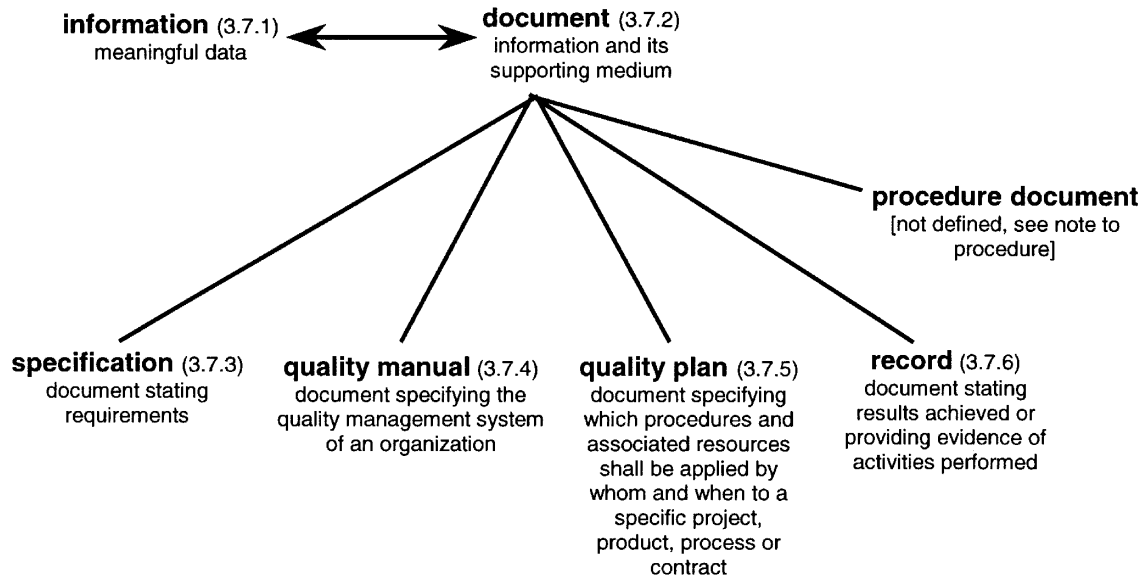 information (3.7.1)
meaningful data
document (3.7.2)
information and its
supporting medium
procedure document
[not defined, see note to
procedure]
specification (3.7.3)
document stating
requirements
quality manual (3.7.4)
document specifying the
quality management system
of an organization
quality plan (3.7.5)
document specifying
which procedures and
associated resources
shall be applied by
whom and when to a
specific project,
product, process or
contract
record (3.7.6)
document stating
results achieved or
providing evidence of
activities performed